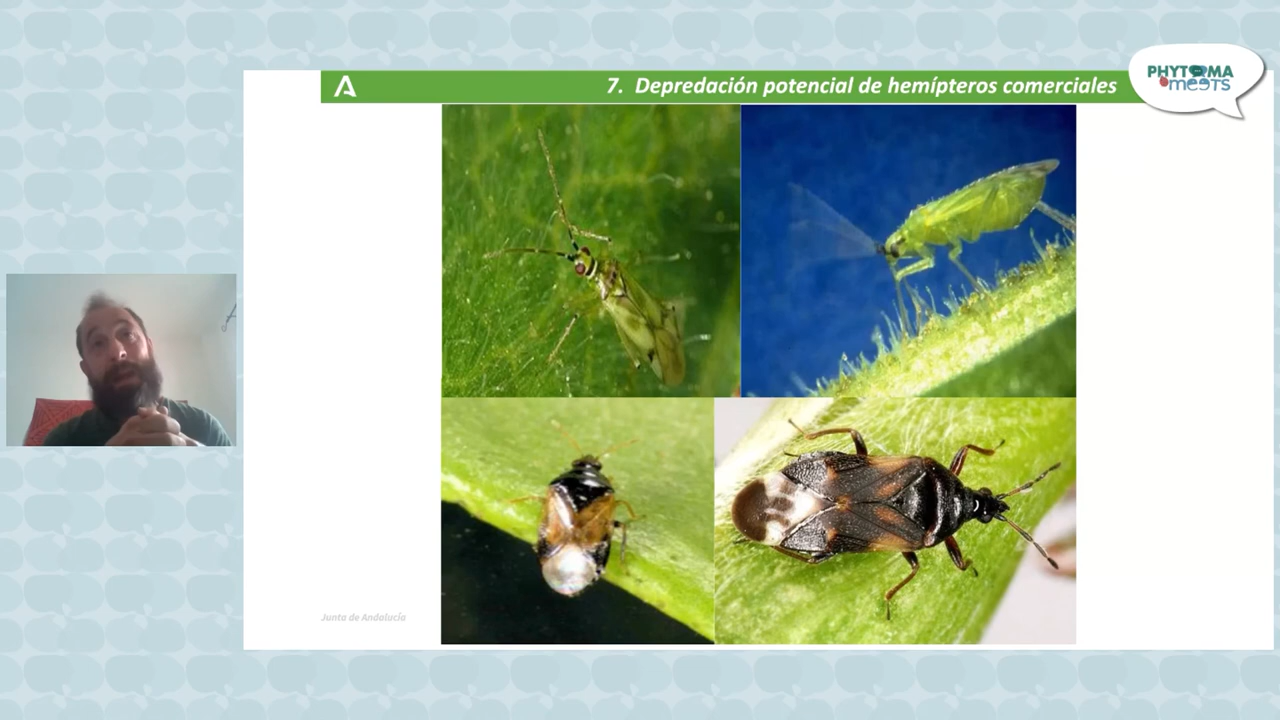 7. Depredación potencial de hemípteros comerciales
PHYTOMA
meets
Junta de Andalucía